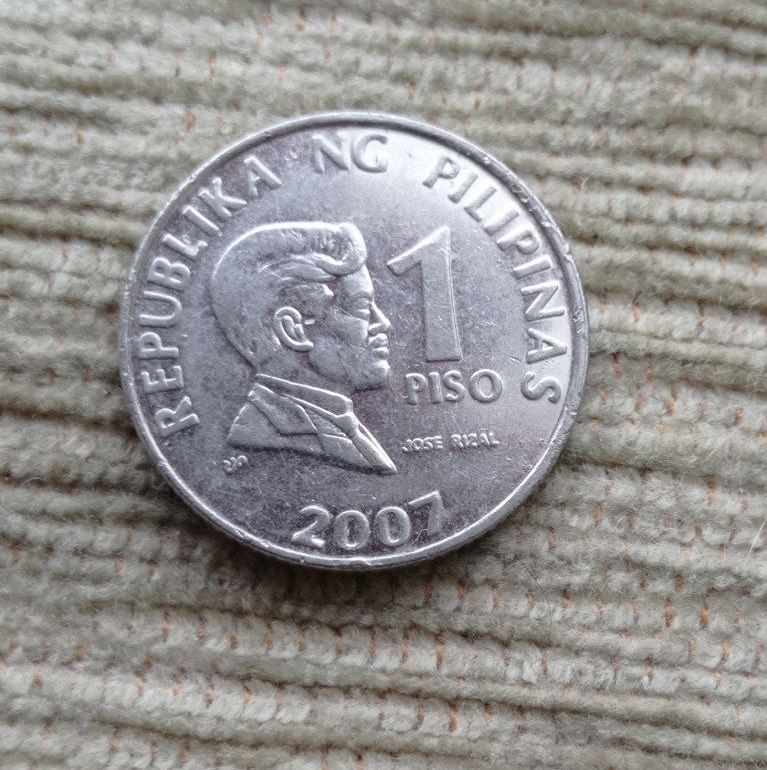 REPUBLIKA NG PILIPINAS
1
PISO
JOSE RIZAL
2007